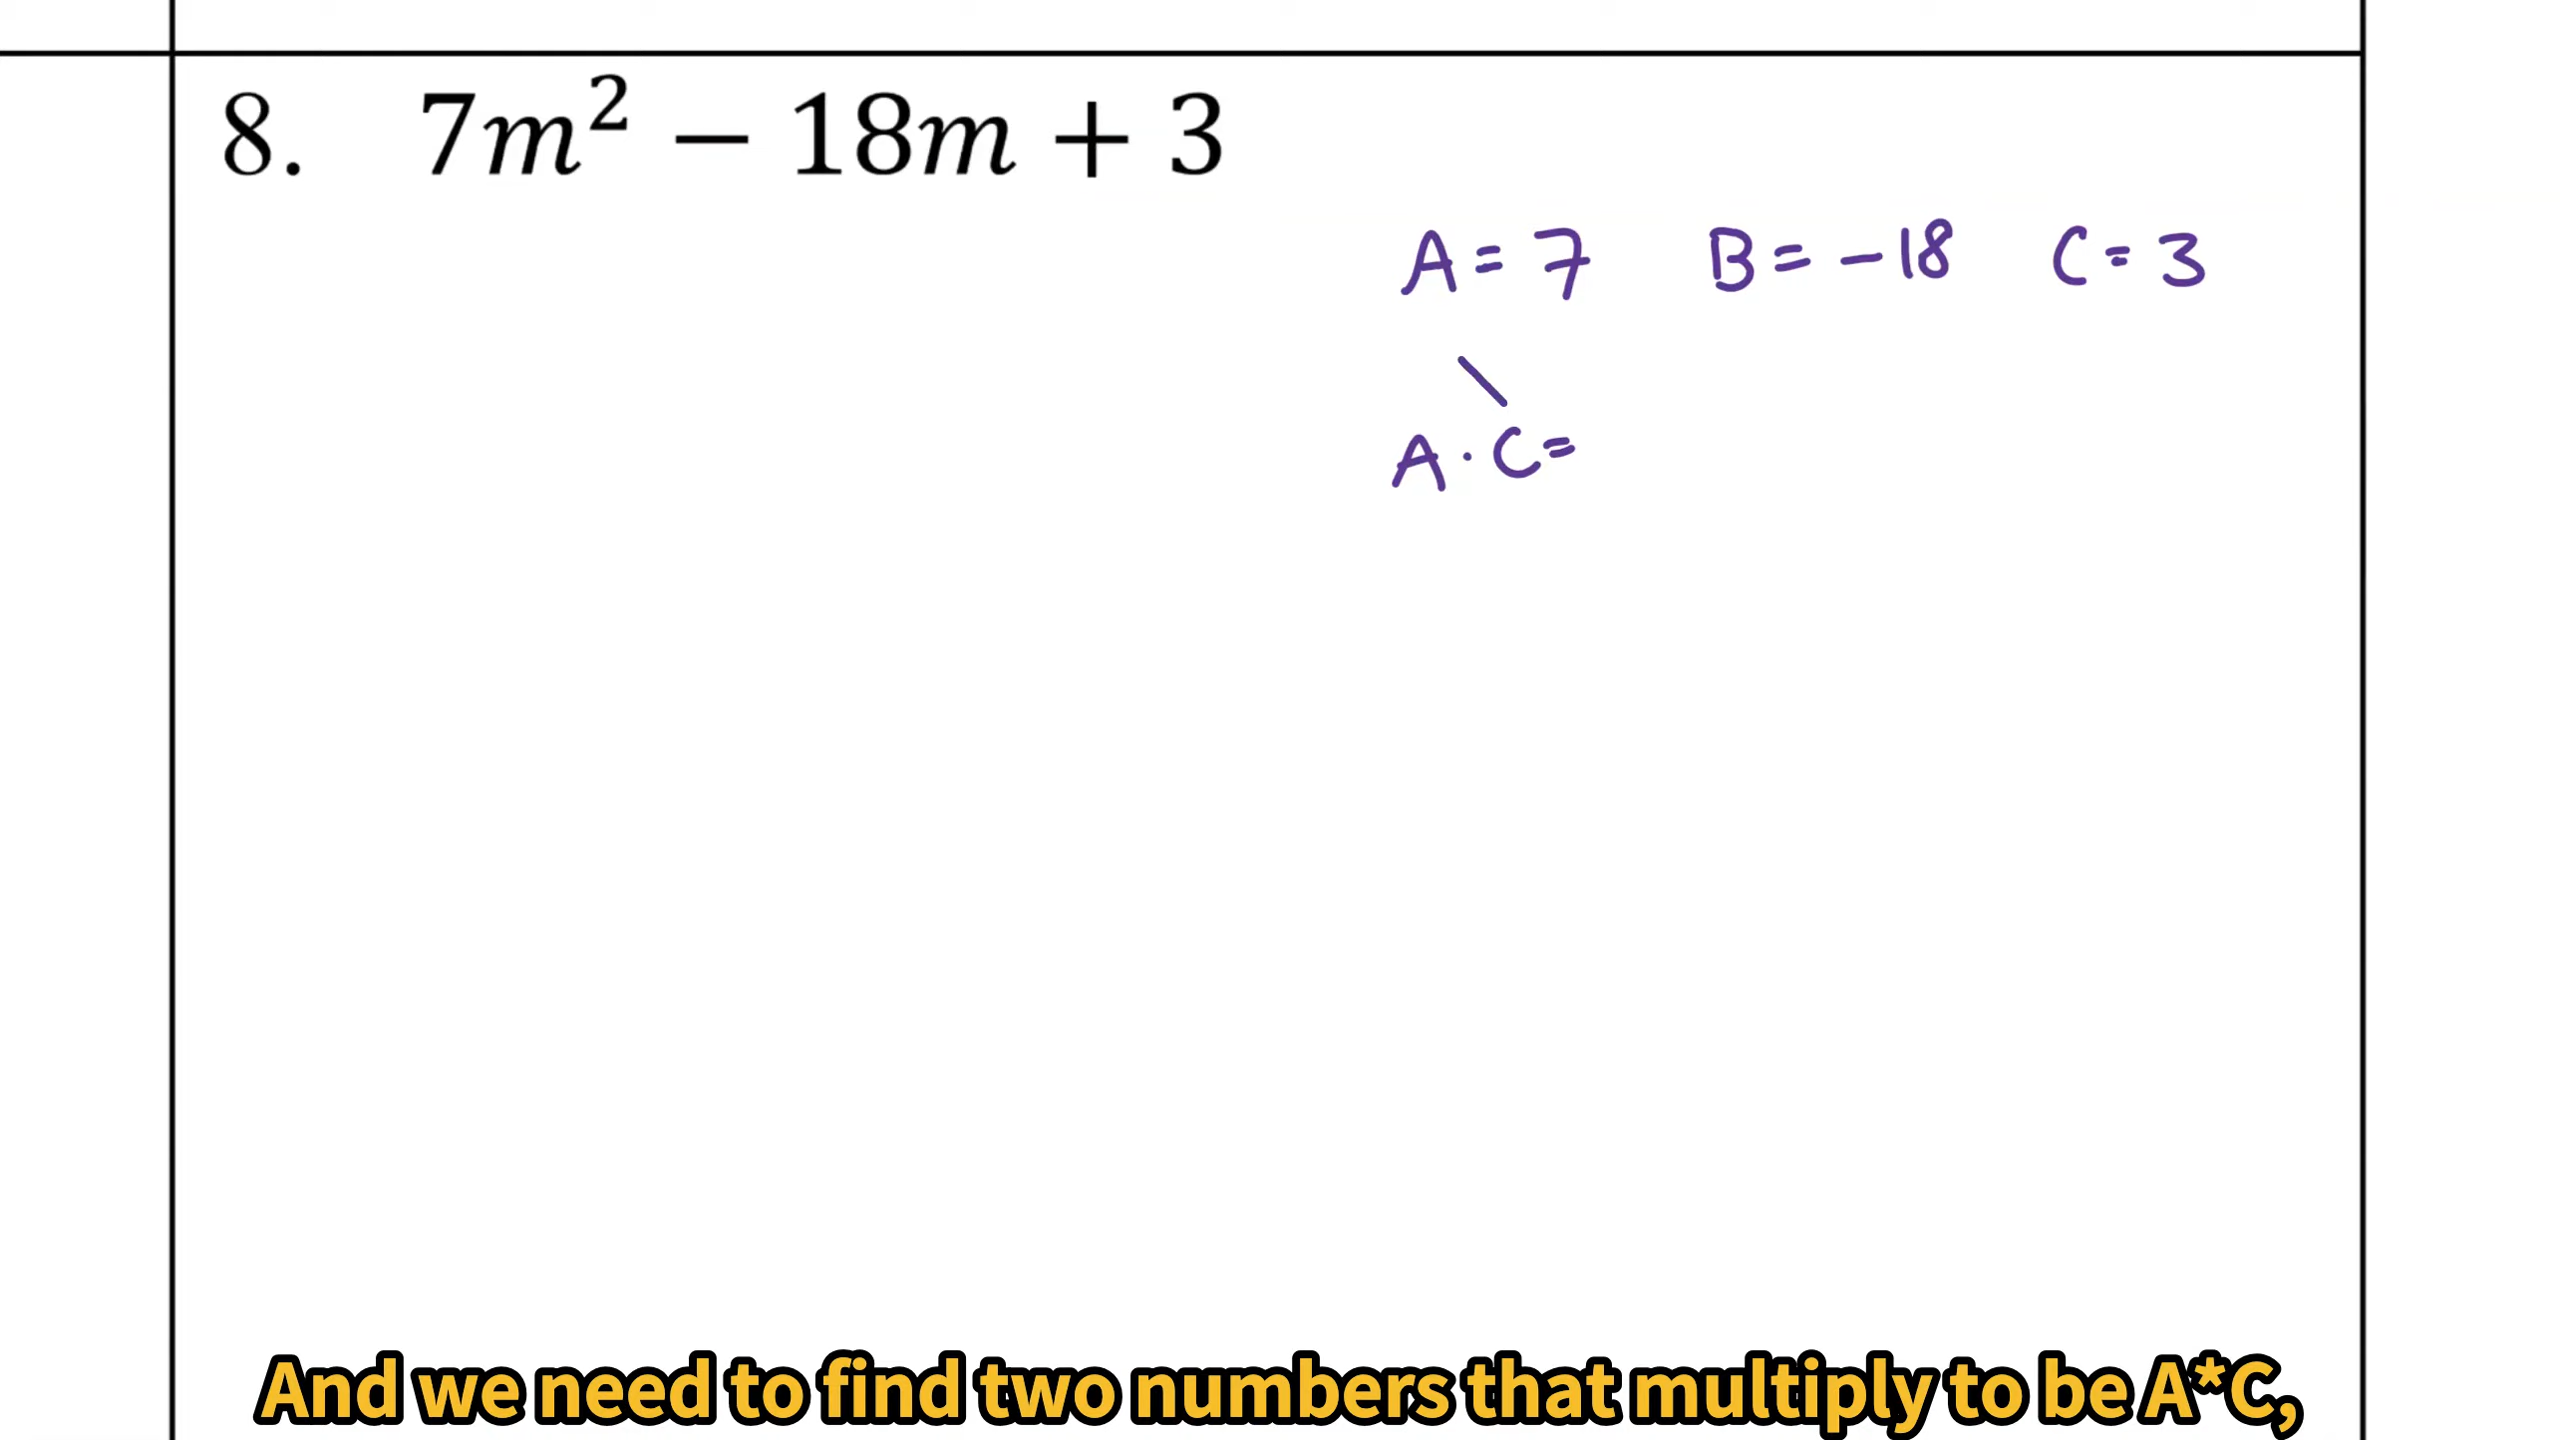 8. 7m² − 18m + 3
A = 7 B = -18 C = 3
A · C =
And we need to find two numbers that multiply to be A*C,